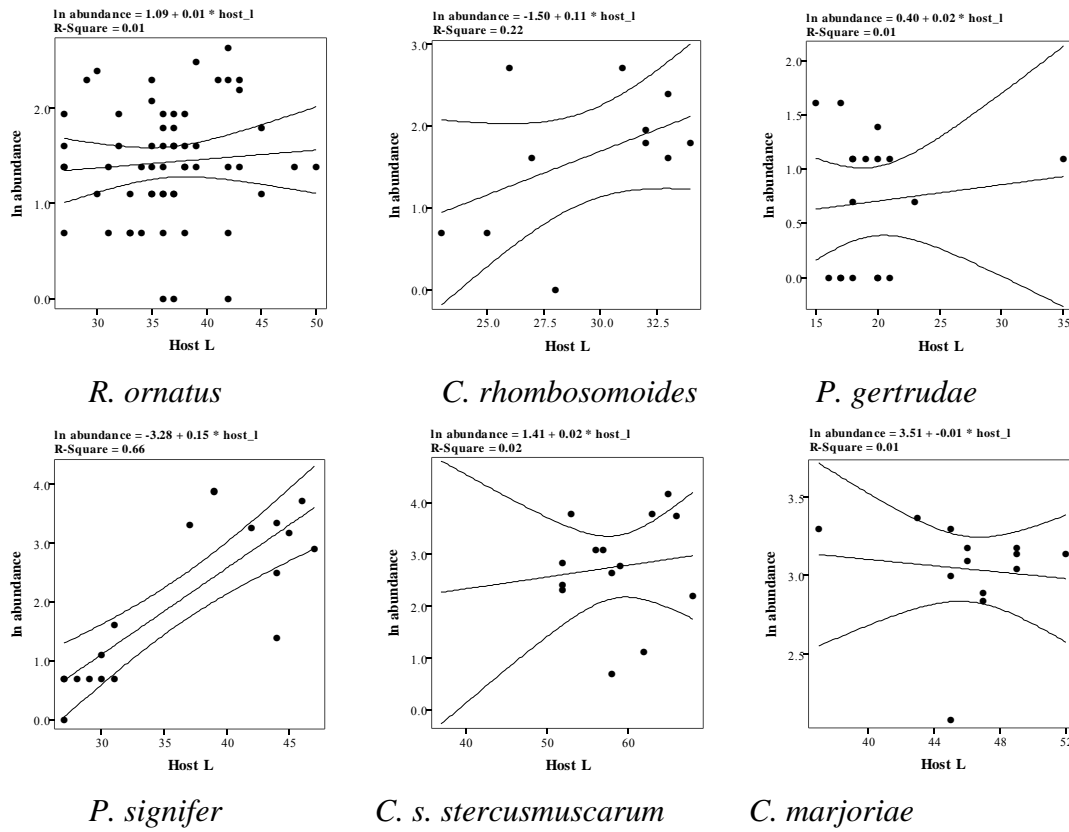 ln abundance = 1.09 + 0.01 * host_l
R-Square = 0.01
2.0
1.0
0.0
ln abundance
30 35 40 45 50
Host L
R. ornatus
ln abundance = -1.50 + 0.11 * host_l
R-Square = 0.22
3.0
2.0
1.0
0.0
ln abundance
25.0 27.5 30.0 32.5
Host L
C. rhombosomoides
ln abundance = 0.40 + 0.02 * host_l
R-Square = 0.01
2.0
1.5
1.0
0.5
0.0
ln abundance
15 20 25 30 35
Host L
P. gertrudae
ln abundance = -3.28 + 0.15 * host_l
R-Square = 0.66
4.0
3.0
2.0
1.0
0.0
ln abundance
30 35 40 45
Host L
P. signifer
ln abundance = 1.41 + 0.02 * host_l
R-Square = 0.02
4.0
3.0
2.0
1.0
0.0
ln abundance
40 50 60
Host L
C. s. stercusmuscarum
ln abundance = 3.51 + -0.01 * host_l
R-Square = 0.01
3.5
3.0
2.5
ln abundance
40 44 48 52
Host L
C. marjoriae